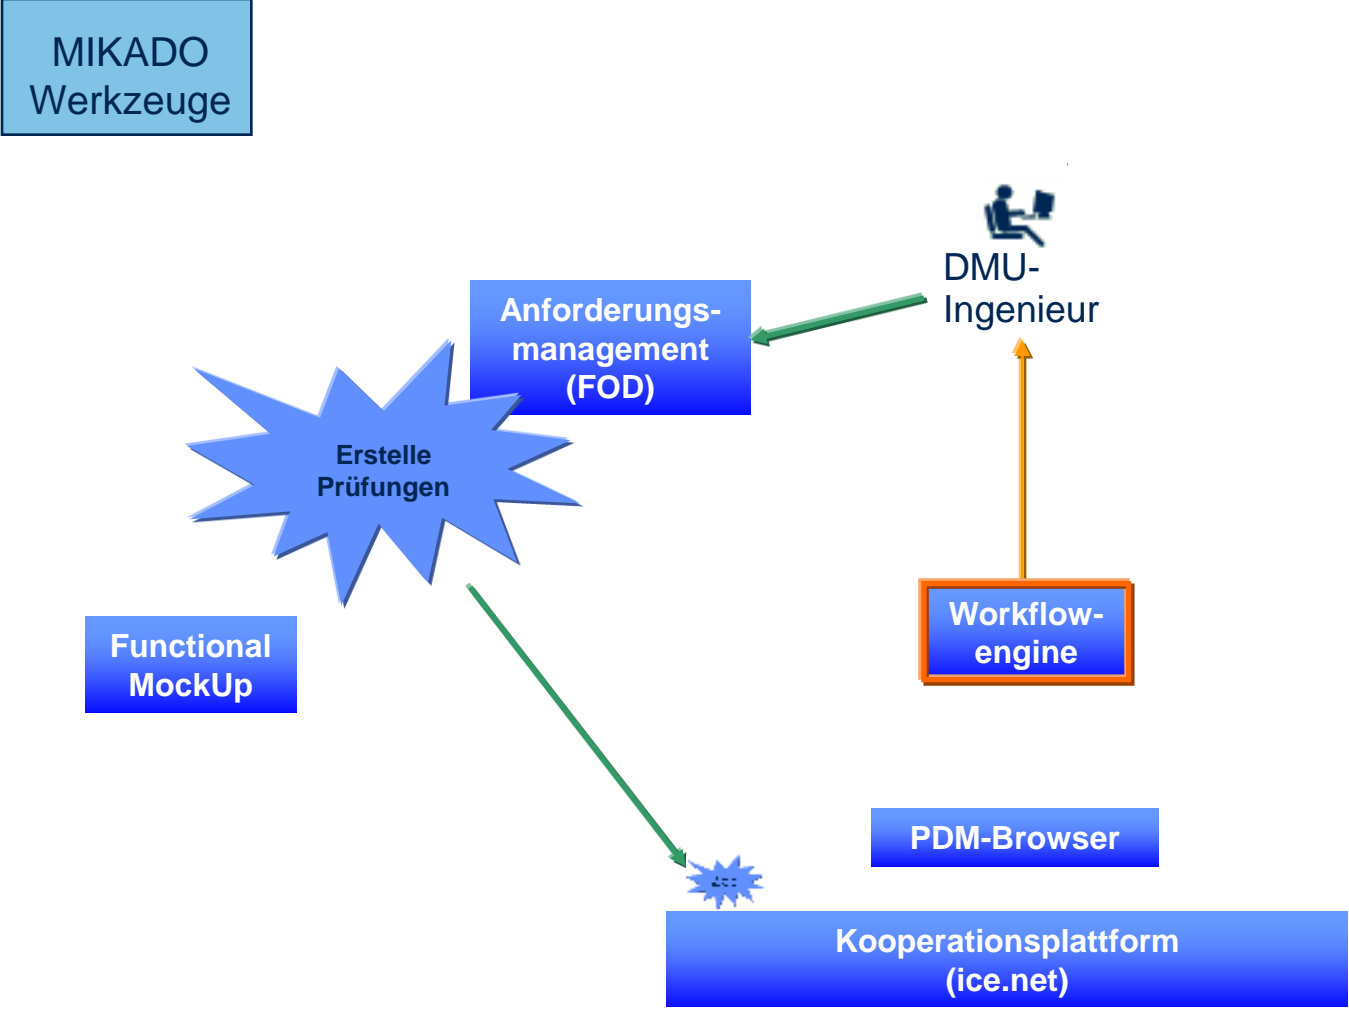 MIKADO
Werkzeuge
DMU-
Ingenieur
Anforderungs-
management
(FOD)
Erstelle
Prüfungen
Workflow-
engine
Functional
MockUp
PDM-Browser
Kooperationsplattform
(ice.net)